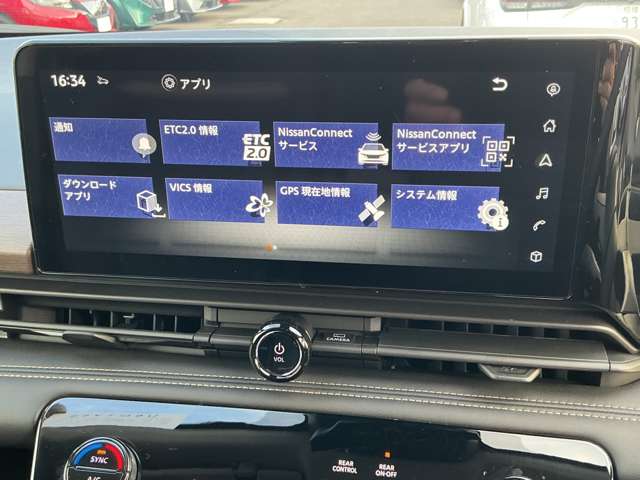 16:34
アプリ
通知
ETC2.0 情報
ETC
2.0
NissanConnect
サービス
NissanConnect
サービスアプリ
ダウンロード
アプリ
VICS 情報
GPS 現在地情報
システム情報
VOL
CAMERA
SYNC
A/C
REAR
CONTROL
REAR
ON·OFF